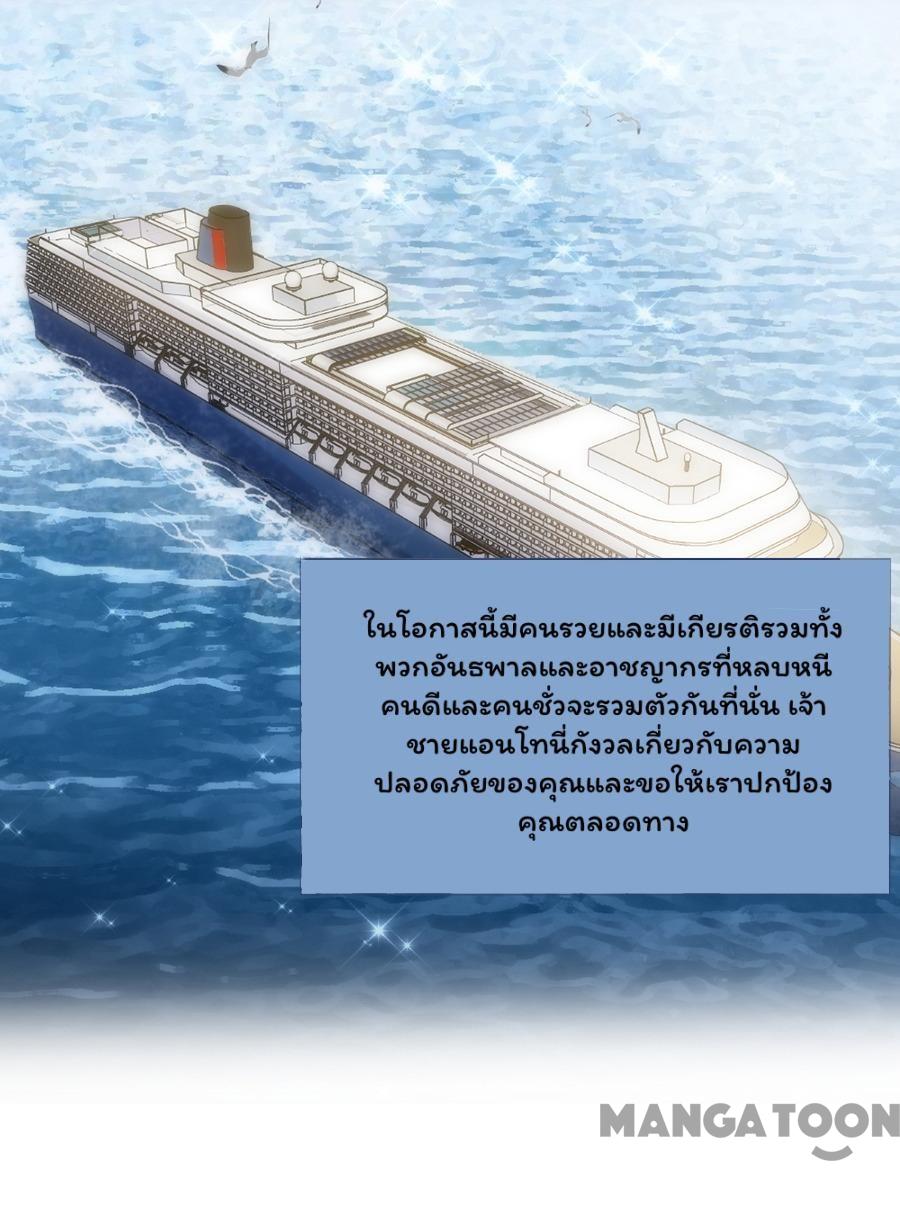 ในโอกาสนี้มีคนรวยและมีเกียรติรวมทั้ง
พวกอันธพาลและอาชญากรที่หลบหนี
คนดีและคนชั่วจะรวมตัวกันที่นั่น เจ้า
ชายแอนโทนี่กังวลเกี่ยวกับความ
ปลอดภัยของคุณและขอให้เราปกป้อง
คุณตลอดทาง
MANGATOON